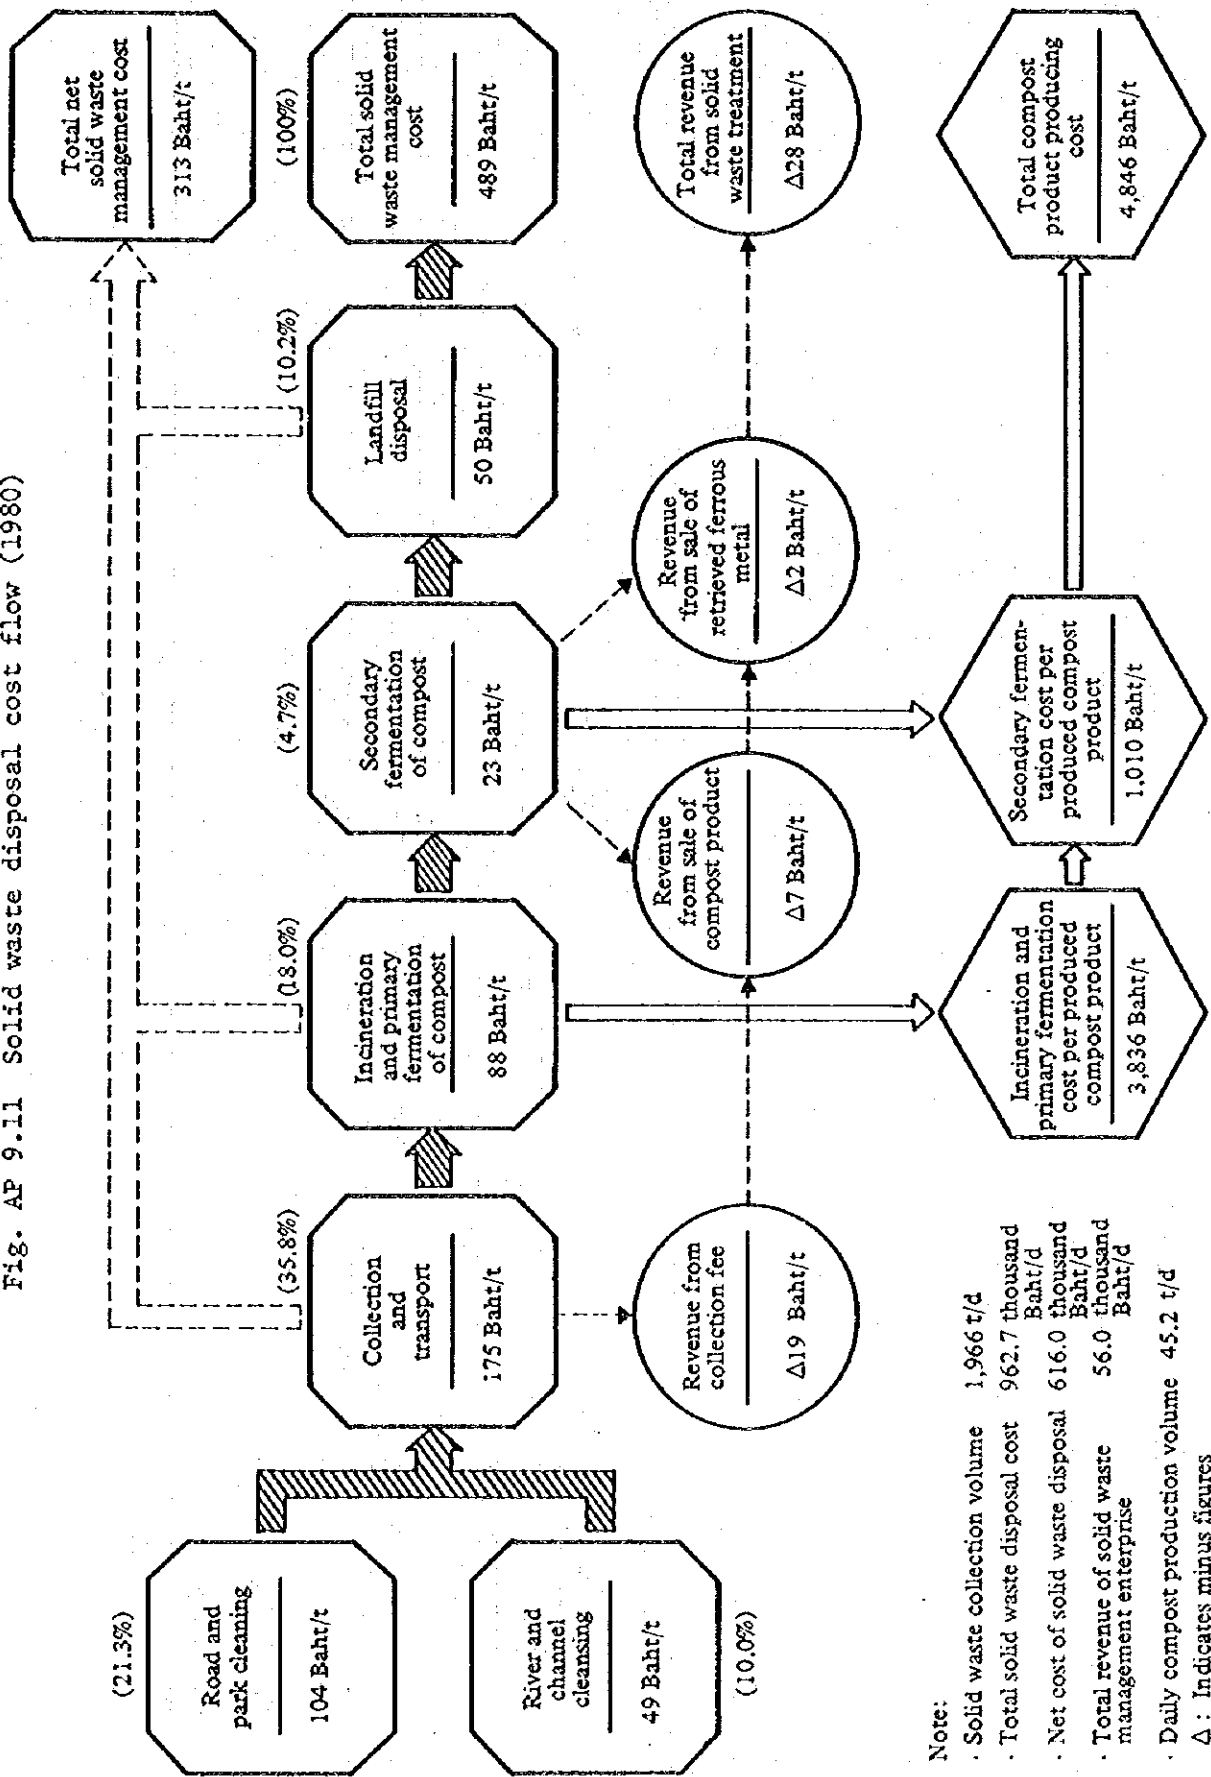 Fig. AP 9.11 Solid waste disposal cost flow (1980)
Total net
solid waste
management cost
313 Baht/t
(21.3%)
Road and
park cleaning
104 Baht/t
River and
channel
cleansing
49 Baht/t
(10.0%)
(35.8%)
Collection
and
transport
175 Baht/t
(18.0%)
Incineration
and primary
fermentation
of compost
88 Baht/t
(4.7%)
Secondary
fermentation
of compost
23 Baht/t
(10.2%)
Landfill
disposal
50 Baht/t
(100%)
Total solid
waste management
cost
489 Baht/t
Revenue from
collection fee
Δ19 Baht/t
Revenue
from sale of
compost product
Δ7 Baht/t
Revenue
from sale of
retrieved ferrous
metal
Δ2 Baht/t
Total revenue
from solid
waste treatment
Δ28 Baht/t
Incineration and
primary fermentation
cost per produced
compost product
3,836 Baht/t
Secondary fermen-
tation cost per
produced compost
product
1,010 Baht/t
Total compost
product producing
cost
4,846 Baht/t
Note:
· Solid waste collection volume 1,966 t/d
· Total solid waste disposal cost 962.7 thousand
Baht/d
· Net cost of solid waste disposal 616.0 thousand
Baht/d
· Total revenue of solid waste 56.0 thousand
management enterprise Baht/d
· Daily compost production volume 45.2 t/d
Δ : Indicates minus figures